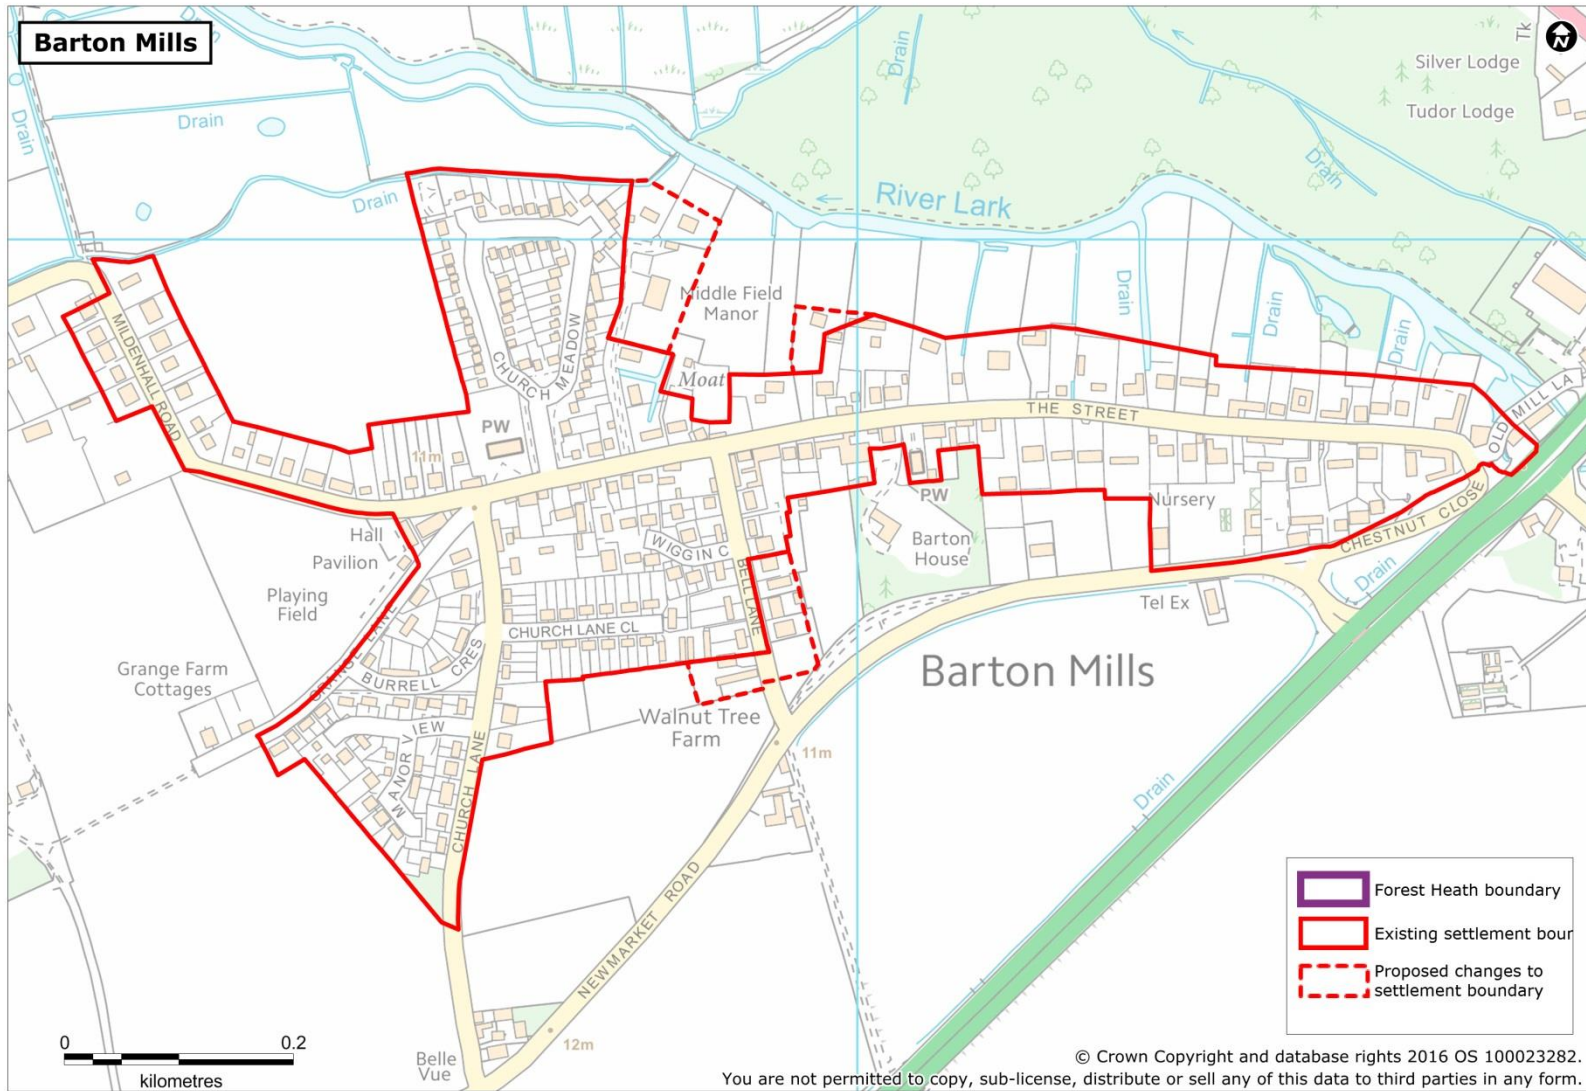 Barton Mills
N
Tk
Silver Lodge
Tudor Lodge
Drain
Drain
Drain
Drain
Drain
Drain
River Lark
Middle Field
Manor
Moat
Drain
Drain
Drain
MILDENHALL ROAD
CHURCH MEADOW
PW
11m
THE STREET
OLD MILL LA
Hall
Pavilion
Playing
Field
WIGGIN C
BELL LANE
PW
Barton
House
Nursery
CHESTNUT CLOSE
Drain
Tel Ex
GRANGE LANE
CHURCH LANE CL
BURRELL CRES
Grange Farm
Cottages
MANOR VIEW
CHURCH LANE
Walnut Tree
Farm
Barton Mills
11m
Drain
NEWMARKET ROAD
Belle
Vue
12m
Forest Heath boundary
Existing settlement bour
Proposed changes to
settlement boundary
0 0.2
kilometres
© Crown Copyright and database rights 2016 OS 100023282.
You are not permitted to copy, sub-license, distribute or sell any of this data to third parties in any form.